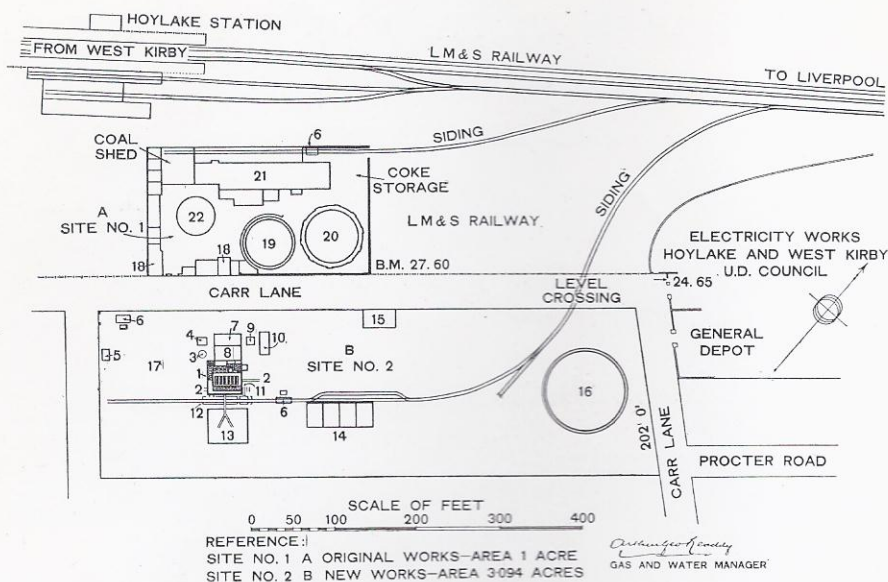 HOYLAKE STATION
FROM WEST KIRBY
LM&S RAILWAY
TO LIVERPOOL
COAL
SHED
6
SIDING
21
COKE
STORAGE
A
SITE NO. 1
22
19
20
LM&S RAILWAY
SIDING
ELECTRICITY WORKS
HOYLAKE AND WEST KIRBY
U.D. COUNCIL
18
18
B.M. 27.60
24.65
CARR LANE
LEVEL
CROSSING
6
4
7
9
10
15
GENERAL
DEPOT
5
3
8
17
B
SITE NO. 2
1
2
2
11
12
6
13
14
16
202' 0"
CARR LANE
PROCTER ROAD
SCALE OF FEET
0 50 100 200 300 400
REFERENCE:
SITE NO. 1 A ORIGINAL WORKS—AREA 1 ACRE
SITE NO. 2 B NEW WORKS—AREA 3·094 ACRES
GAS AND WATER MANAGER